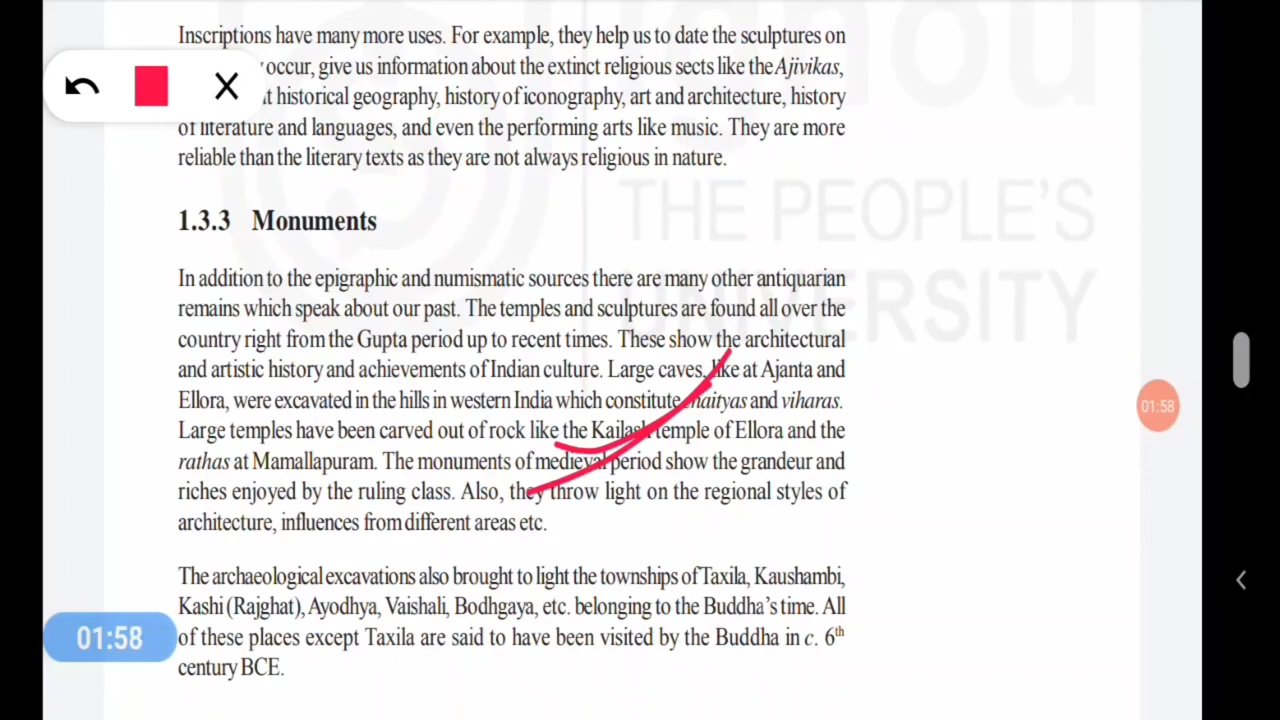 ignou
Inscriptions have many more uses. For example, they help us to date the sculptures on
occur, give us information about the extinct religious sects like the Ajivikas,
historical geography, history of iconography, art and architecture, history
of literature and languages, and even the performing arts like music. They are more
reliable than the literary texts as they are not always religious in nature.
THE PEOPLE'S
UNIVERSITY
1.3.3 Monuments
In addition to the epigraphic and numismatic sources there are many other antiquarian
remains which speak about our past. The temples and sculptures are found all over the
country right from the Gupta period up to recent times. These show the architectural
and artistic history and achievements of Indian culture. Large caves, like at Ajanta and
Ellora, were excavated in the hills in western India which constitute chaityas and viharas.
Large temples have been carved out of rock like the Kailash temple of Ellora and the
rathas at Mamallapuram. The monuments of medieval period show the grandeur and
riches enjoyed by the ruling class. Also, they throw light on the regional styles of
architecture, influences from different areas etc.
The archaeological excavations also brought to light the townships of Taxila, Kaushambi,
Kashi (Rajghat), Ayodhya, Vaishali, Bodhgaya, etc. belonging to the Buddha's time. All
of these places except Taxila are said to have been visited by the Buddha in c. 6th
century BCE.
01:58
01:58